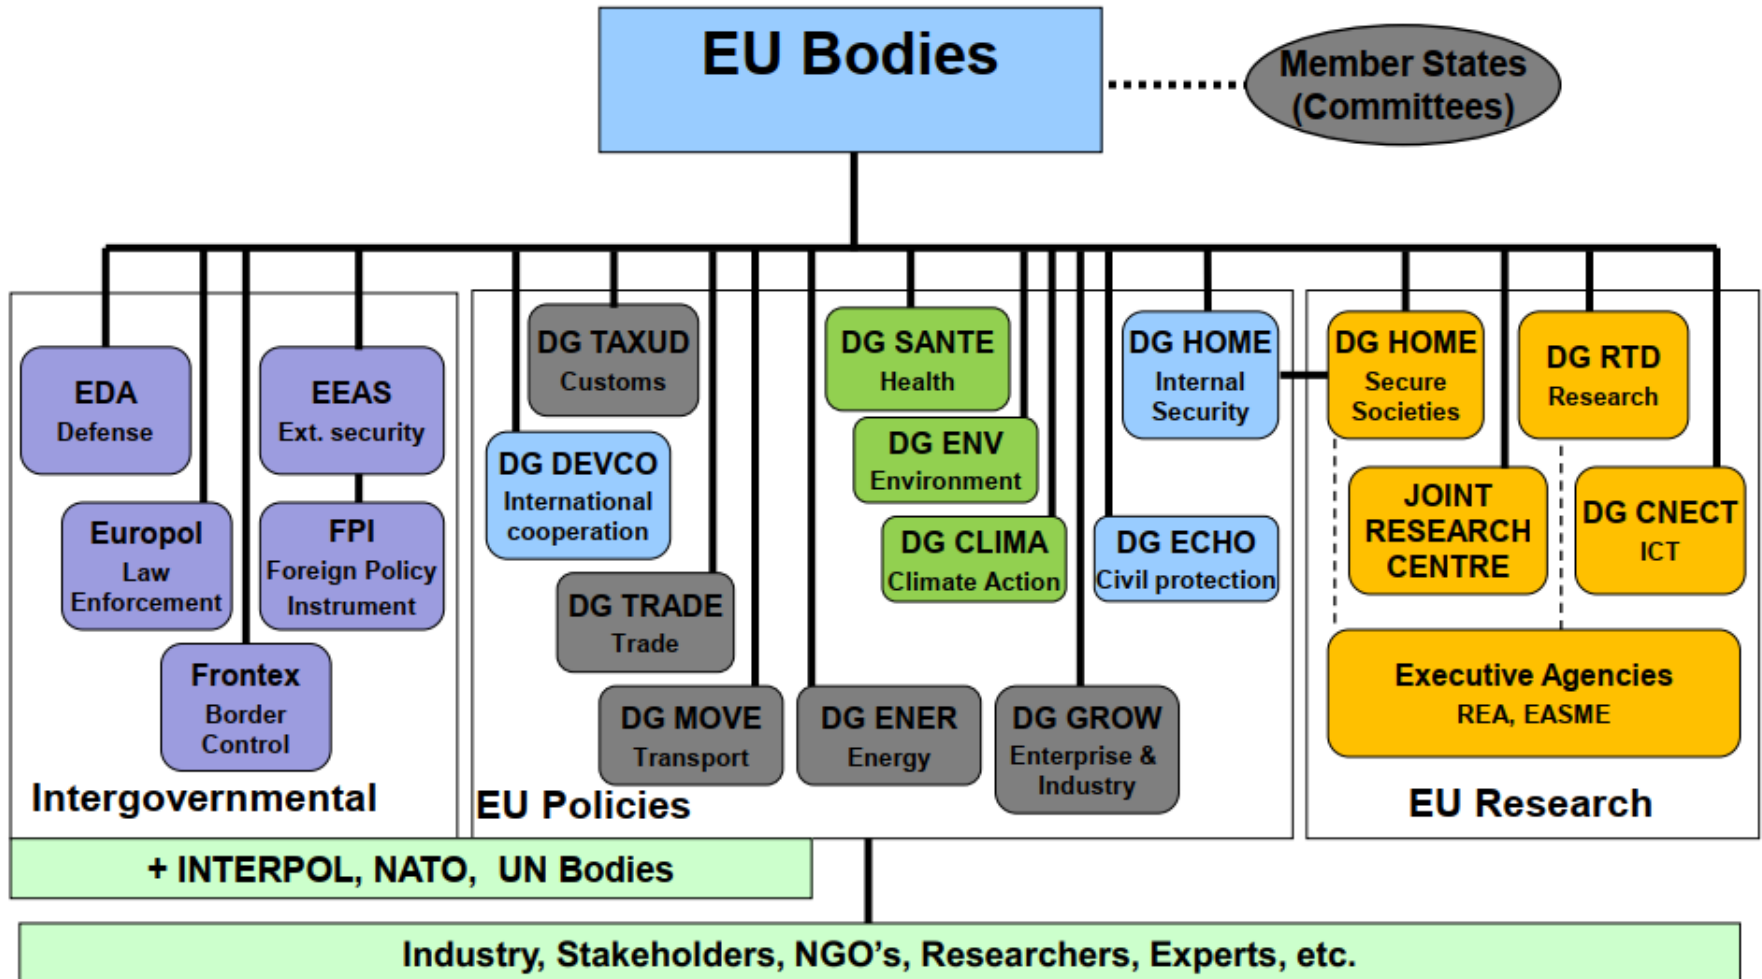 EU Bodies
Member States
(Committees)
EDA
Defense
EEAS
Ext. security
Europol
Law
Enforcement
FPI
Foreign Policy
Instrument
Frontex
Border
Control
Intergovernmental
DG TAXUD
Customs
DG DEVCO
International
cooperation
DG TRADE
Trade
DG MOVE
Transport
DG SANTE
Health
DG ENV
Environment
DG CLIMA
Climate Action
DG ENER
Energy
DG GROW
Enterprise &
Industry
DG HOME
Internal
Security
DG ECHO
Civil protection
EU Policies
DG HOME
Secure
Societies
DG RTD
Research
JOINT
RESEARCH
CENTRE
DG CNECT
ICT
Executive Agencies
REA, EASME
EU Research
+ INTERPOL, NATO, UN Bodies
Industry, Stakeholders, NGO's, Researchers, Experts, etc.